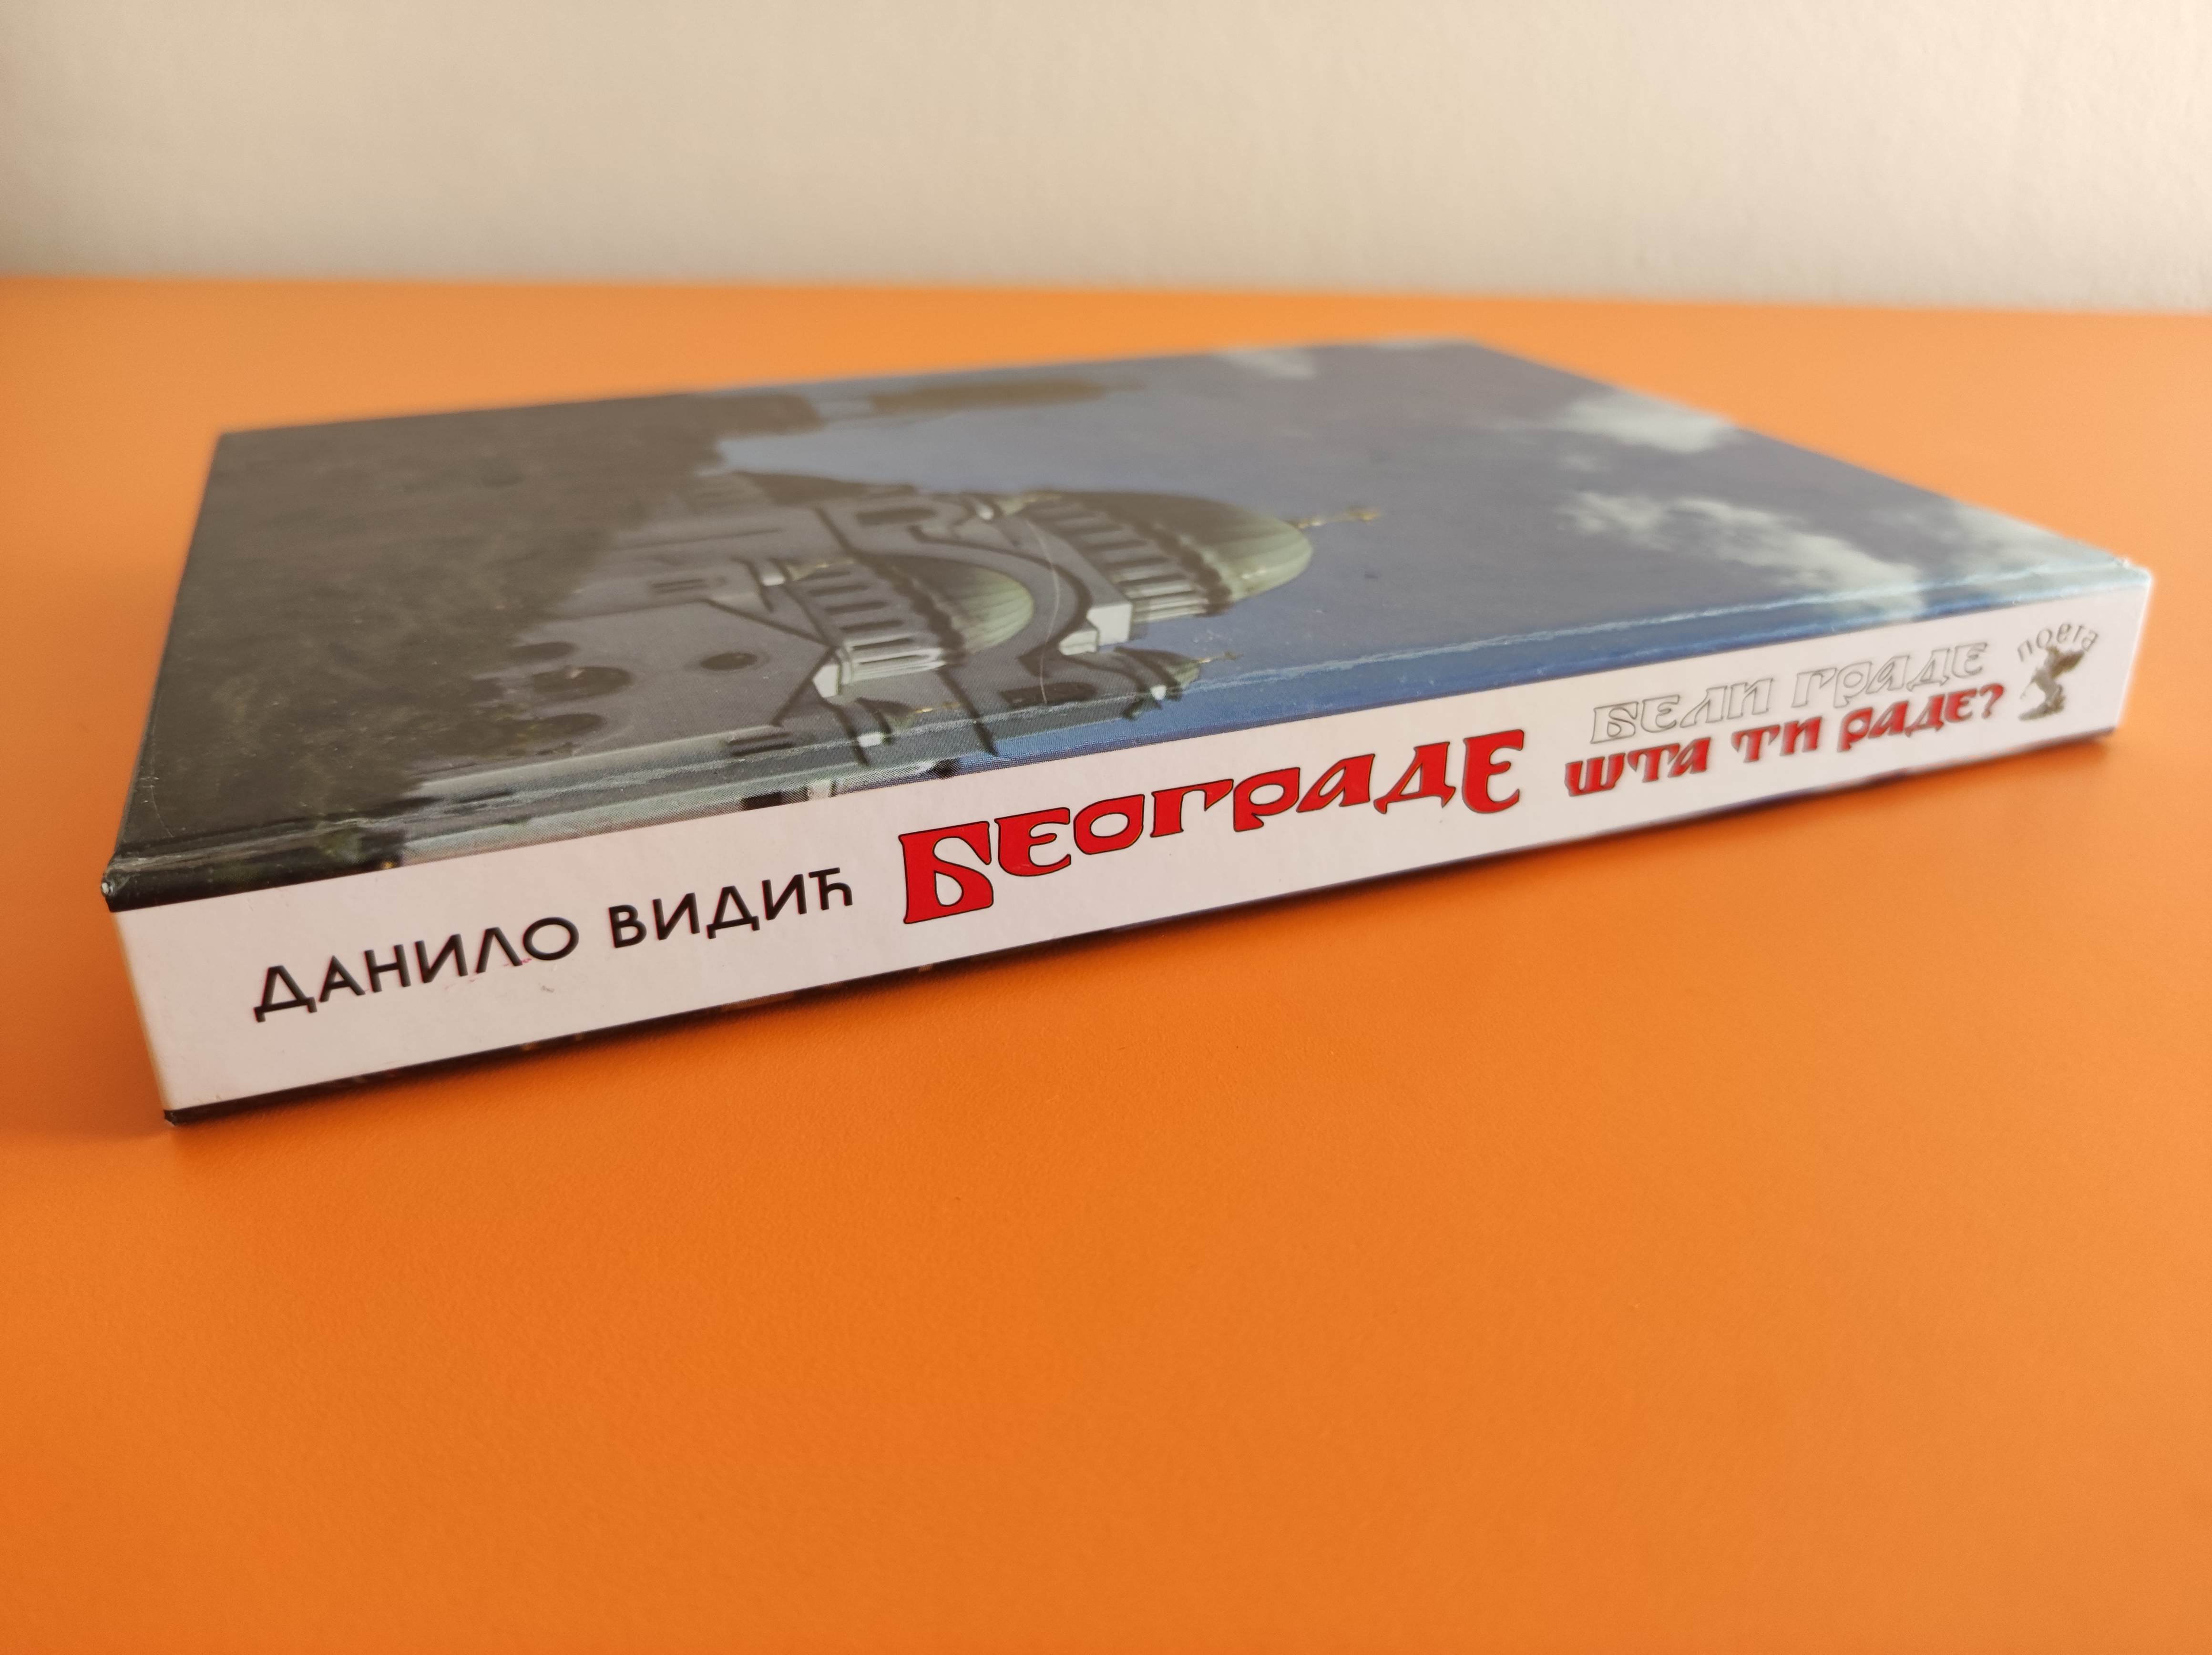 ДАНИЛО ВИДИЋ
БЕОГРАДЕ
БЕЛИ ГРАДЕ
ШТА ТИ РАДЕ?
поета